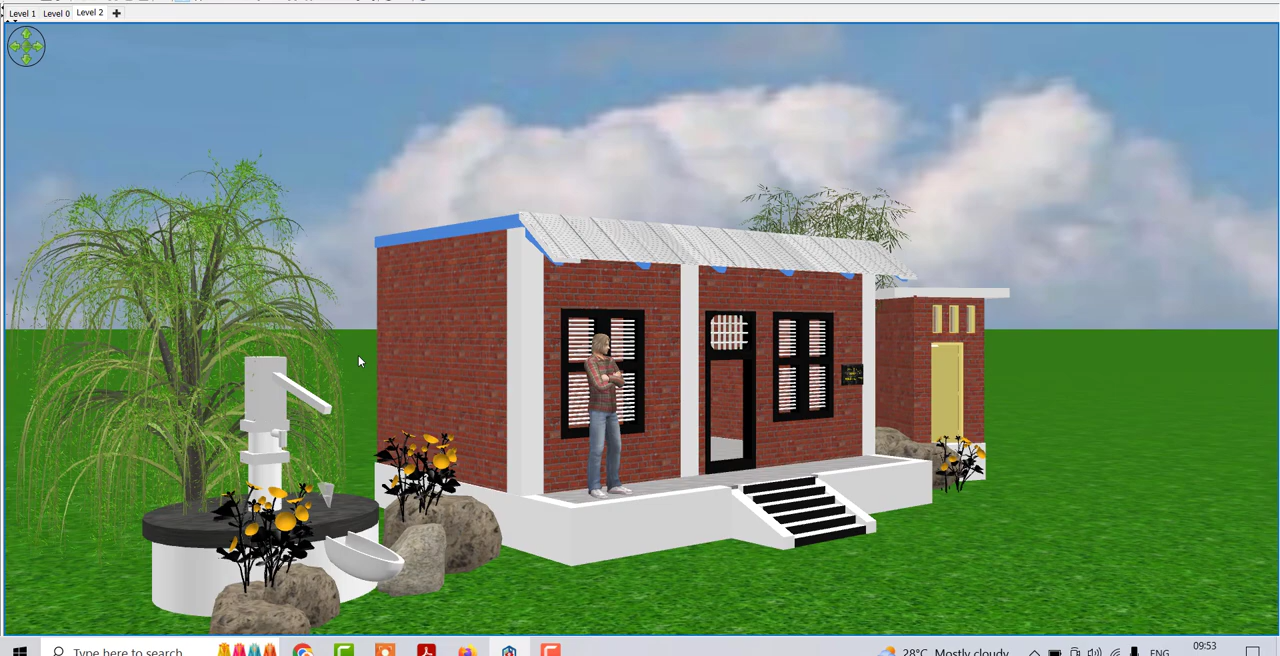 Level 1 Level 0 Level 2
Type here to search
28°C Mostly cloudy
ENG
09:53